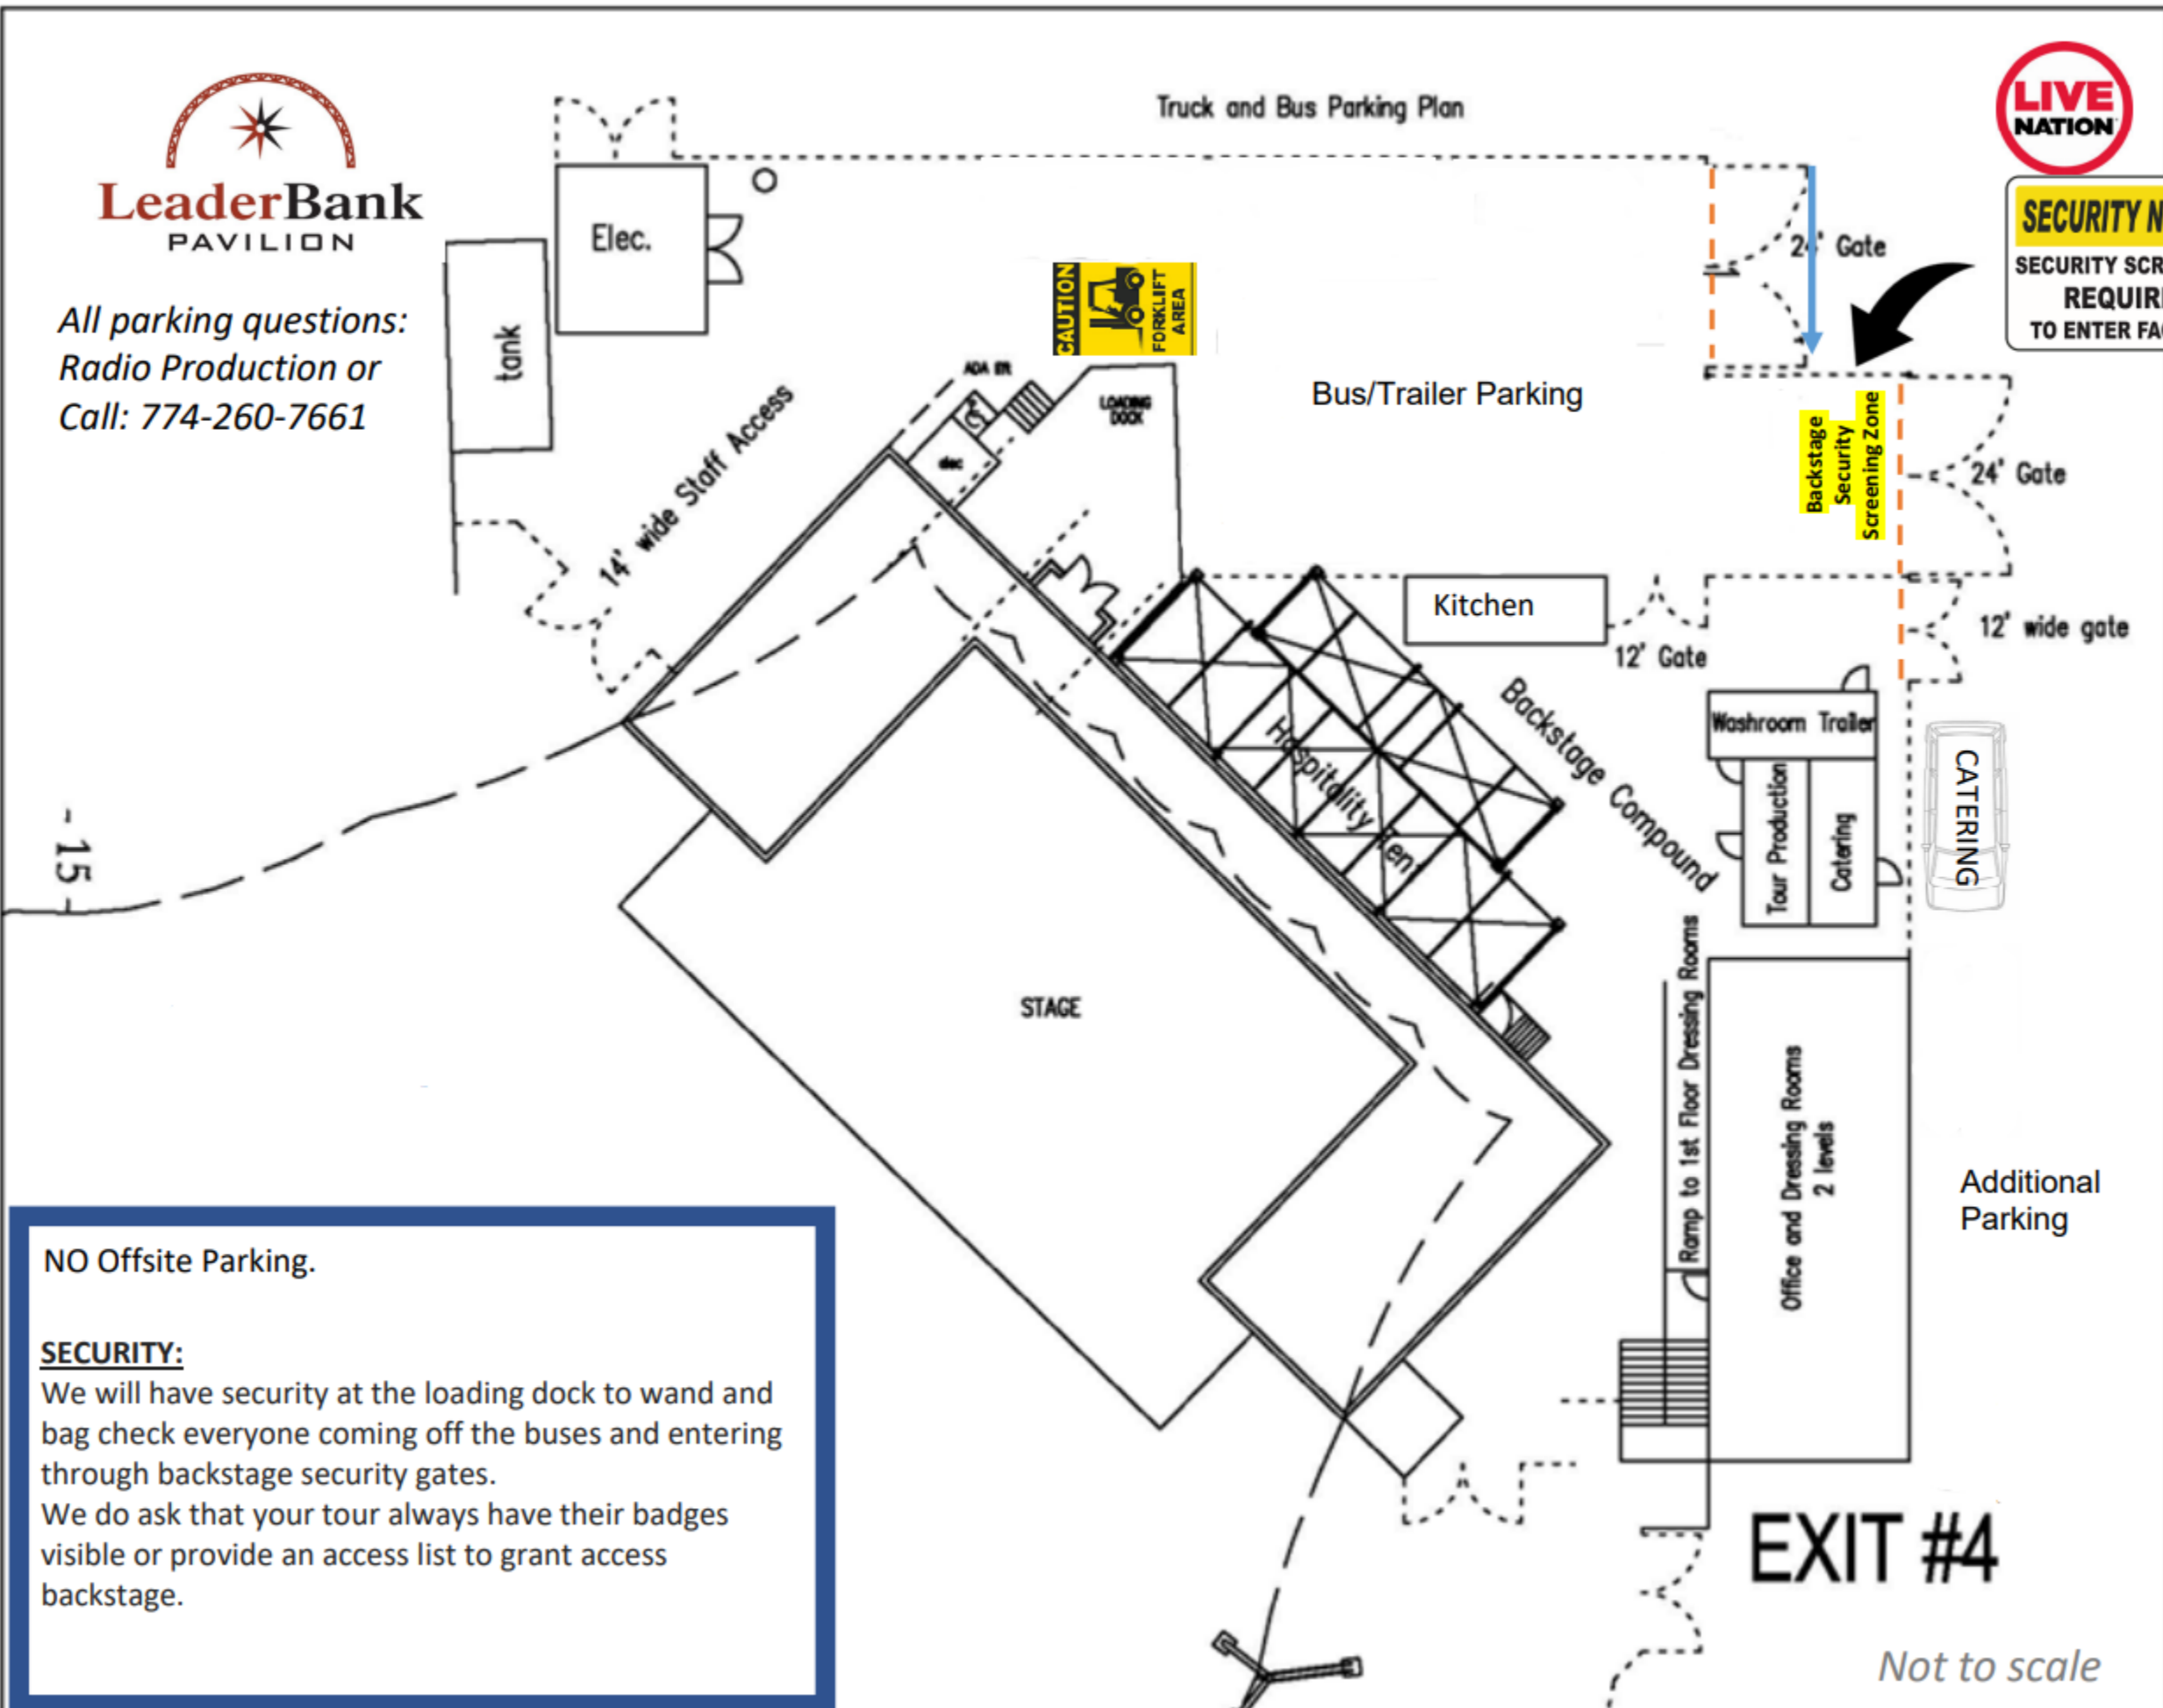 Truck and Bus Parking Plan
LIVE
NATION
LeaderBank
PAVILION
All parking questions:
Radio Production or
Call: 774-260-7661
Elec.
tank
14' wide Staff Access
CAUTION
FORKLIFT
AREA
ADA
elec
LOADING
DOCK
Bus/Trailer Parking
24' Gate
SECURITY
SECURITY
TO ENTER
Backstage
Security
Screening Zone
24' Gate
12' wide gate
Kitchen
12' Gate
Backstage Compound
Hospitality Tent
Washroom Trailer
Tour Production
Catering
CATERING
- 15 -
STAGE
Ramp to 1st Floor Dressing Rooms
Office and Dressing Rooms
2 levels
Additional
Parking
NO Offsite Parking.
SECURITY:
We will have security at the loading dock to wand and
bag check everyone coming off the buses and entering
through backstage security gates.
We do ask that your tour always have their badges
visible or provide an access list to grant access
backstage.
EXIT #4
Not to scale